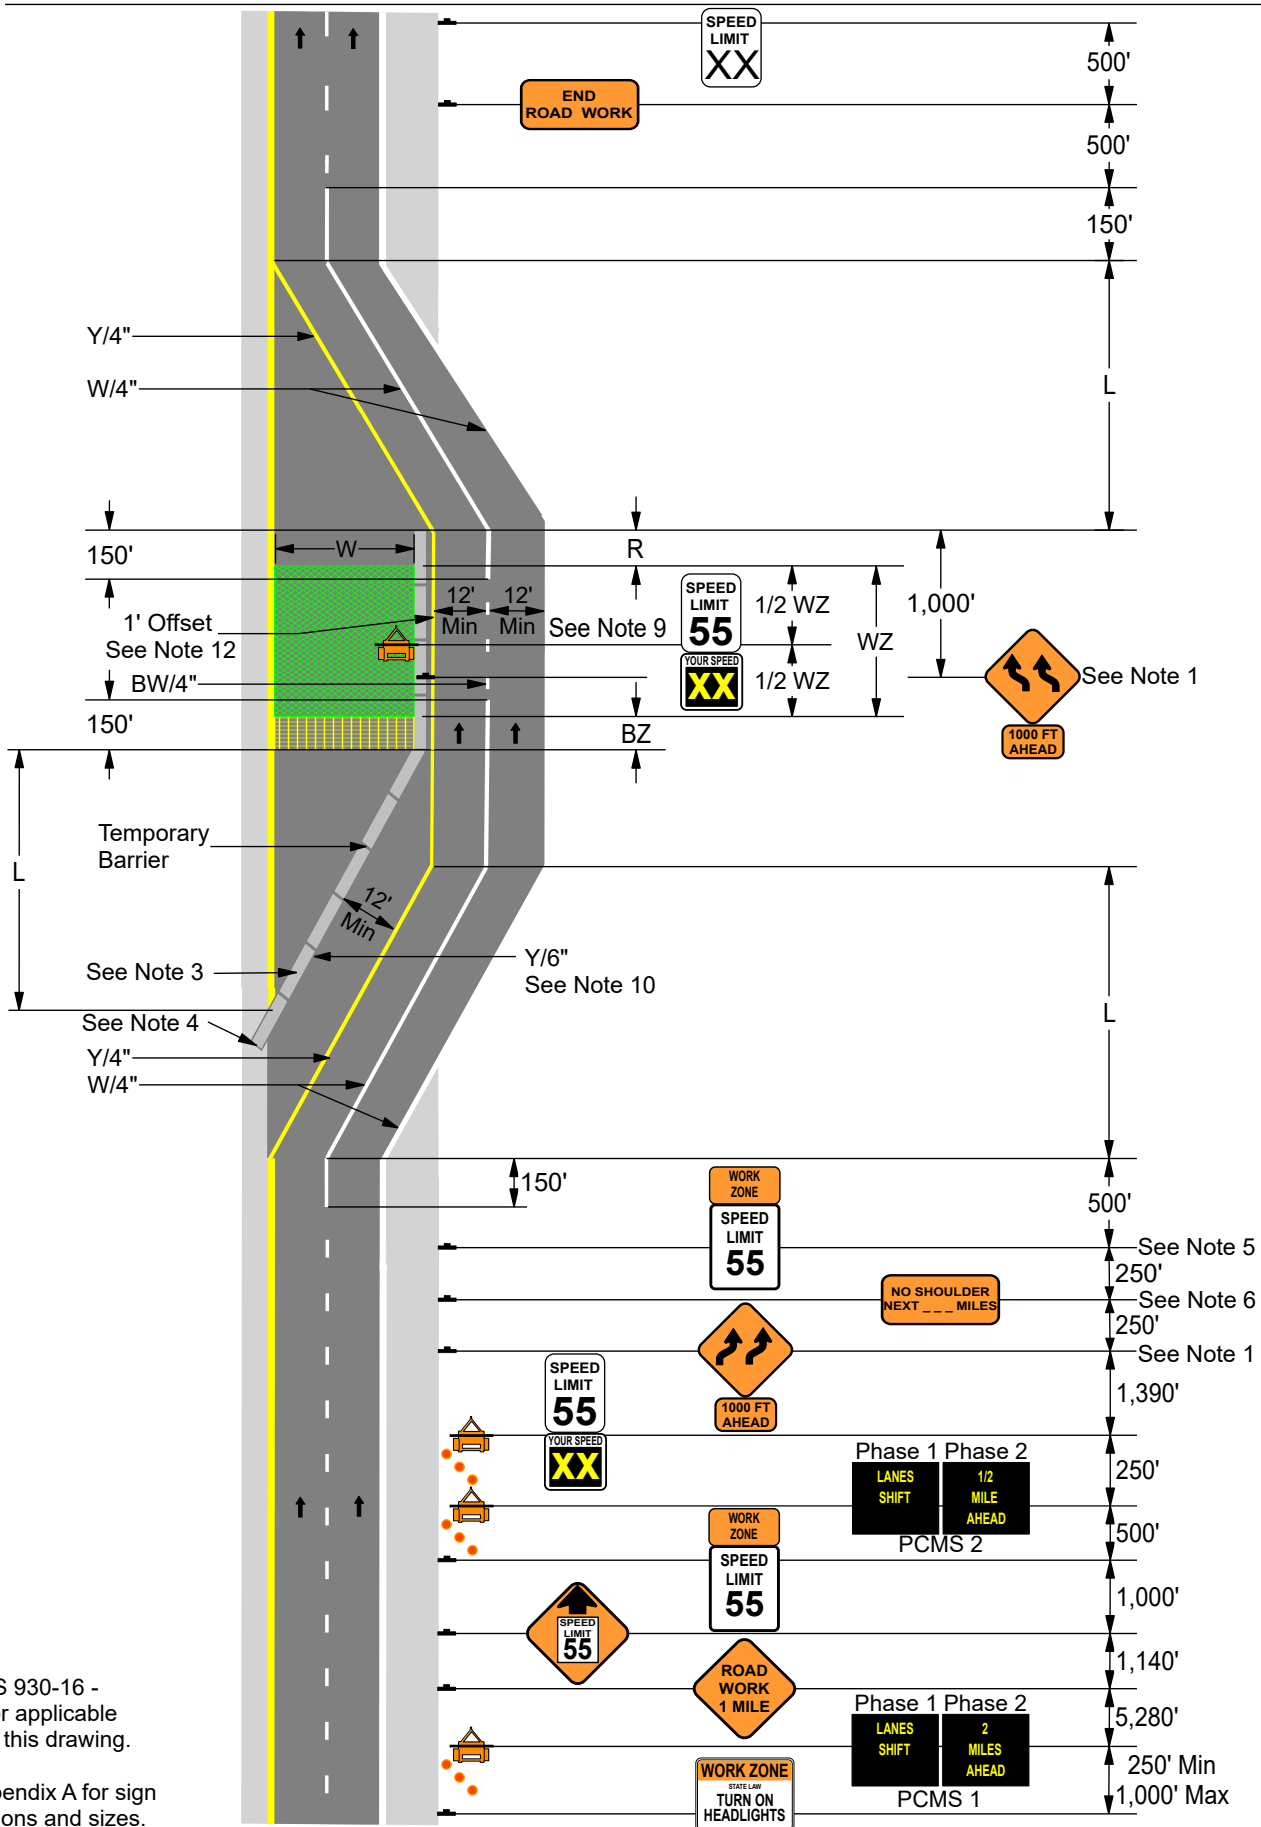 SPEED
LIMIT
XX
500'
END
ROAD WORK
500'
150'
Y/4"
W/4"
L
150'
W
R
1' Offset
See Note 12
12'
Min
12'
Min
See Note 9
SPEED
LIMIT
55
YOUR SPEED
XX
1/2 WZ
1/2 WZ
WZ
1,000'
See Note 1
1000 FT
AHEAD
BW/4"
150'
BZ
L
Temporary
Barrier
12'
Min
See Note 3
Y/6"
See Note 10
See Note 4
L
Y/4"
W/4"
150'
WORK
ZONE
SPEED
LIMIT
55
500'
See Note 5
250'
NO SHOULDER
NEXT _ _ _ MILES
See Note 6
250'
See Note 1
1000 FT
AHEAD
1,390'
SPEED
LIMIT
55
YOUR SPEED
XX
Phase 1 Phase 2
LANES
SHIFT
1/2
MILE
AHEAD
PCMS 2
250'
500'
WORK
ZONE
SPEED
LIMIT
55
1,000'
SPEED
LIMIT
55
1,140'
ROAD
WORK
1 MILE
5,280'
Phase 1 Phase 2
LANES
SHIFT
2
MILES
AHEAD
PCMS 1
250' Min
1,000' Max
WORK ZONE
STATE LAW
TURN ON
HEADLIGHTS
S 930-16 -
or applicable
this drawing.
pendix A for sign
ons and sizes.